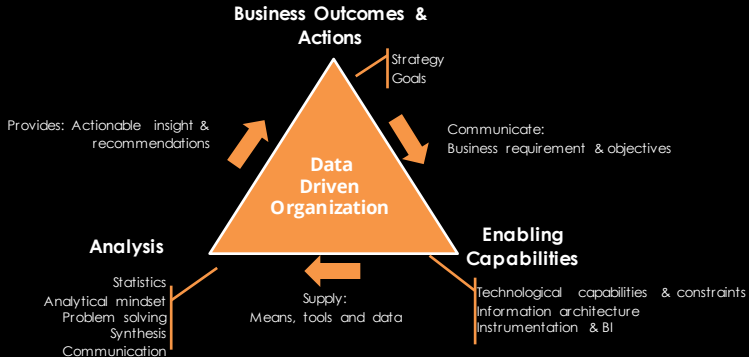 Business Outcomes &
Actions
Strategy
Goals
Provides: Actionable insight &
recommendations
Communicate:
Business requirement & objectives
Data
Driven
Organization
Analysis
Enabling
Capabilities
Statistics
Analytical mindset
Problem solving
Synthesis
Communication
Supply:
Means, tools and data
Technological capabilities & constraints
Information architecture
Instrumentation & BI